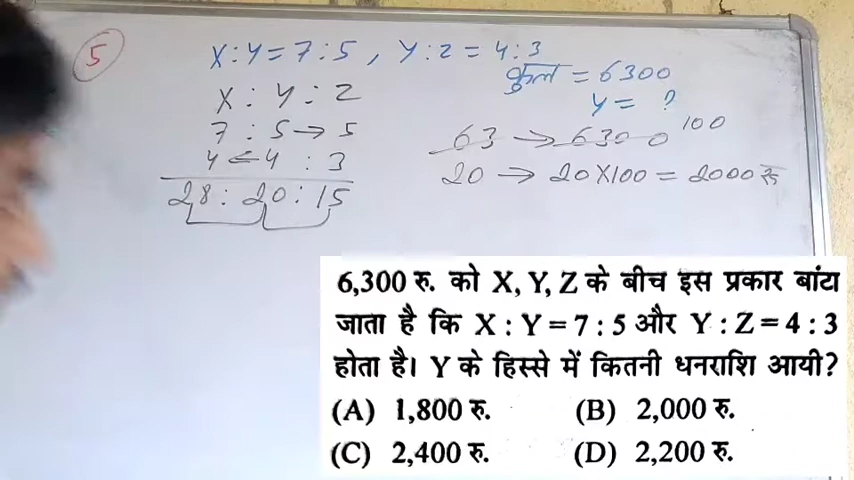 5
X:Y=7:5, Y:Z=4:3
कुल = 6300
Y = ?
X : Y : Z
7 : 5 → 5
4 ← 4 : 3
28 : 20 : 15
63 → 6300 100
20 → 20X100 = 2000 रु
6,300 रु. को X, Y, Z के बीच इस प्रकार बांटा
जाता है कि X : Y = 7 : 5 और Y : Z = 4 : 3
होता है। Y के हिस्से में कितनी धनराशि आयी?
(A) 1,800 रु. (B) 2,000 रु.
(C) 2,400 रु. (D) 2,200 रु.